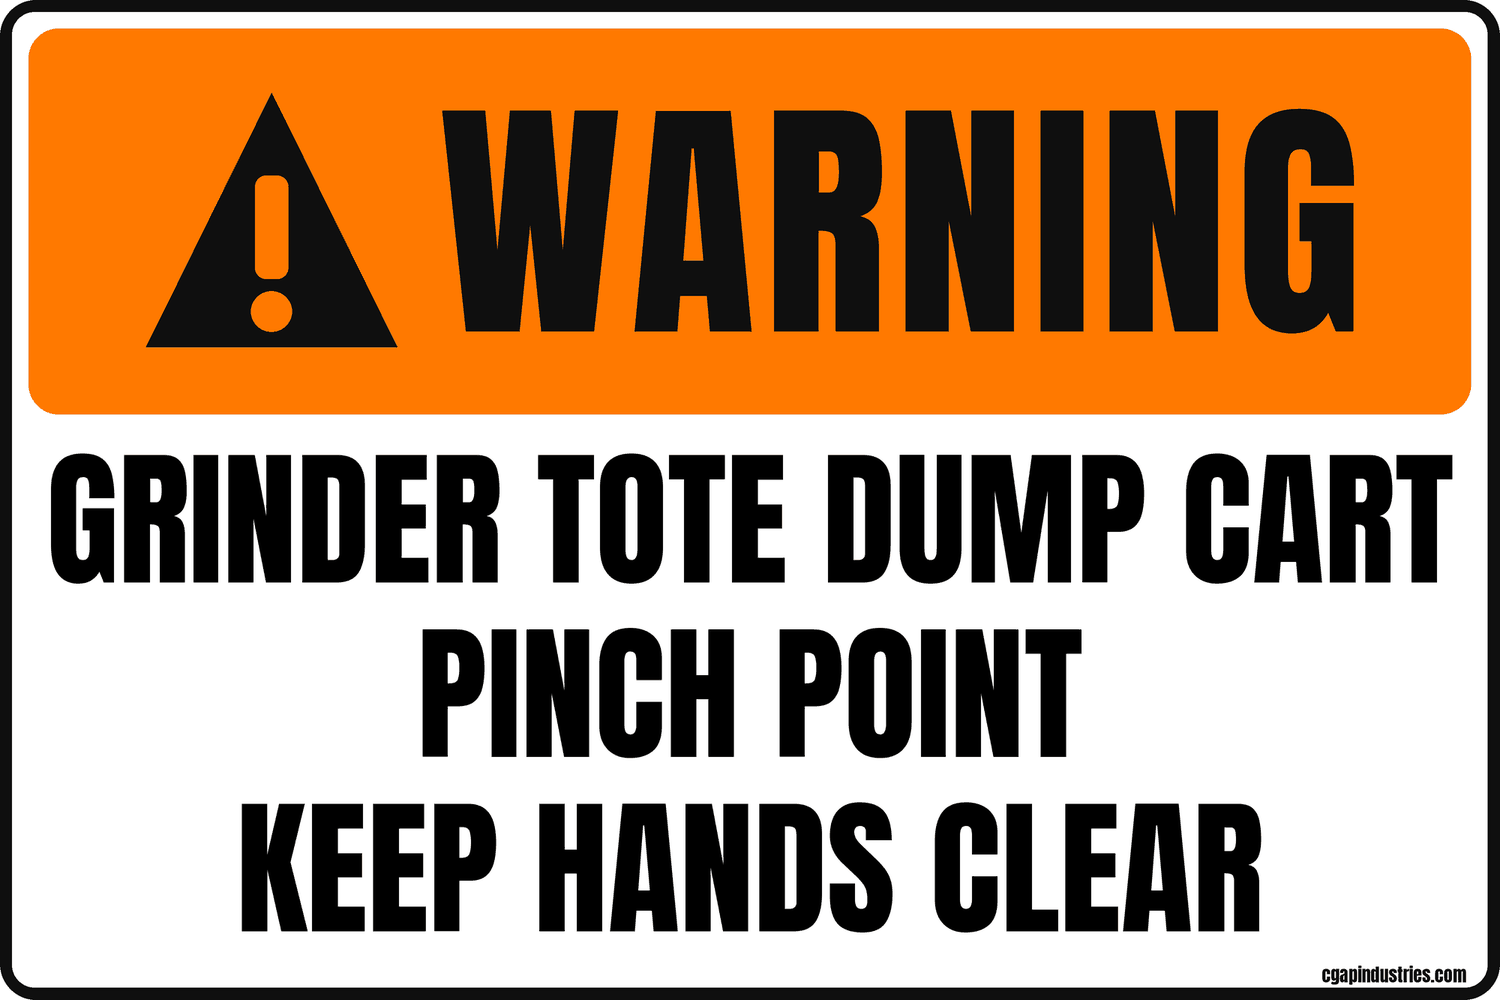 WARNING
GRINDER TOTE DUMP CART
PINCH POINT
KEEP HANDS CLEAR
cgapindustries.com